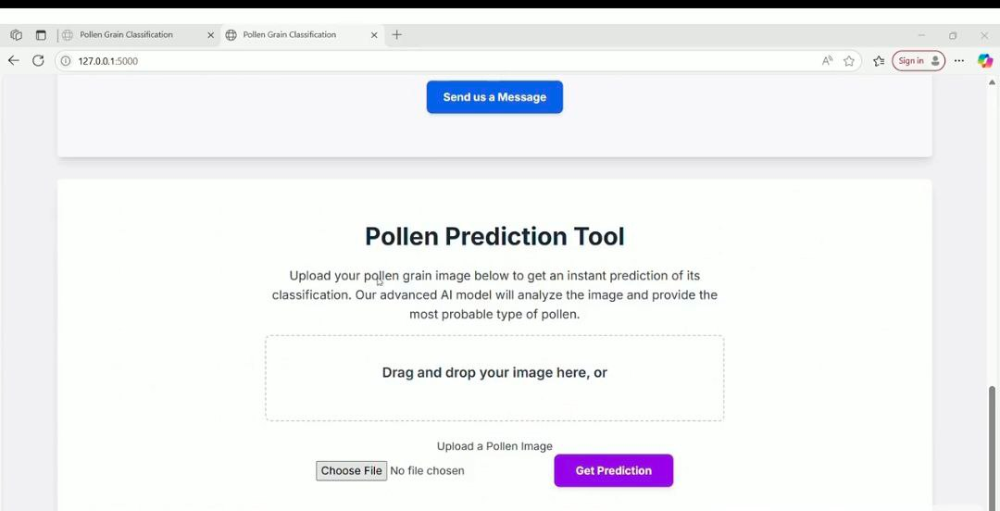 Pollen Grain Classification
Pollen Grain Classification
127.0.0.1:5000
Sign in
Send us a Message
Pollen Prediction Tool
Upload your pollen grain image below to get an instant prediction of its
classification. Our advanced AI model will analyze the image and provide the
most probable type of pollen.
Drag and drop your image here, or
Upload a Pollen Image
Choose File No file chosen
Get Prediction